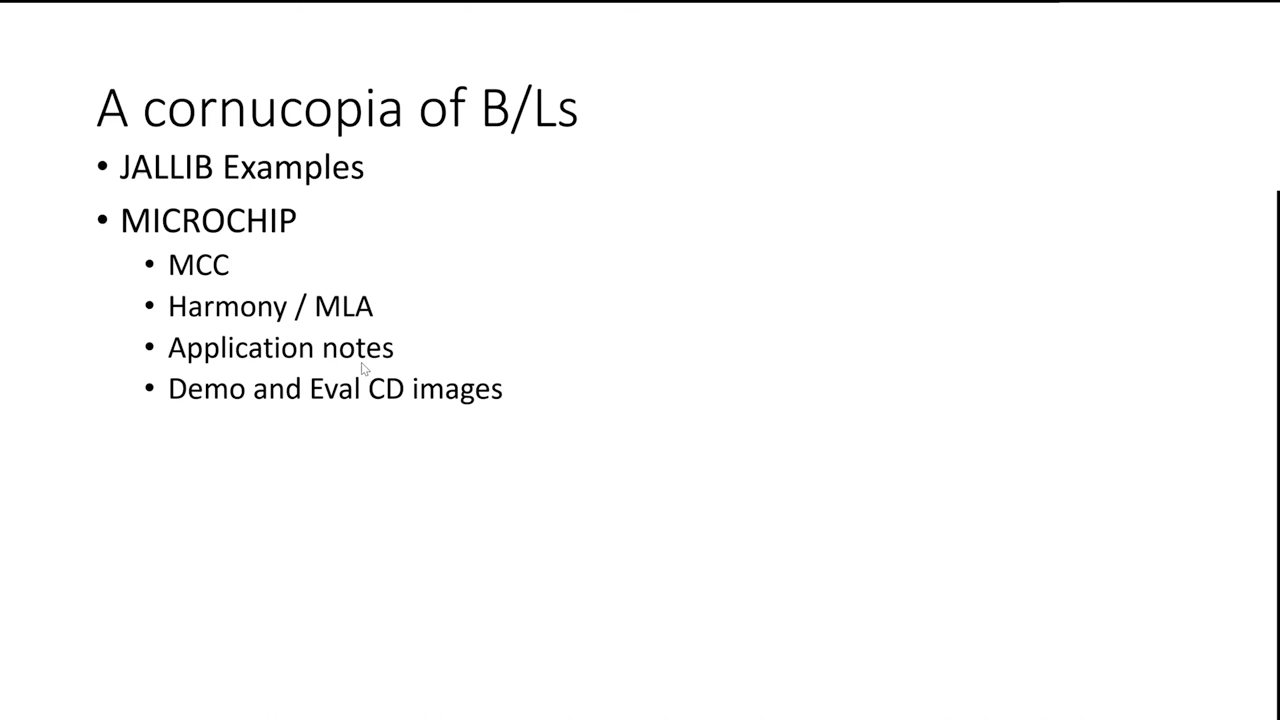 A cornucopia of B/Ls
• JALLIB Examples
• MICROCHIP
• MCC
• Harmony / MLA
• Application notes
• Demo and Eval CD images